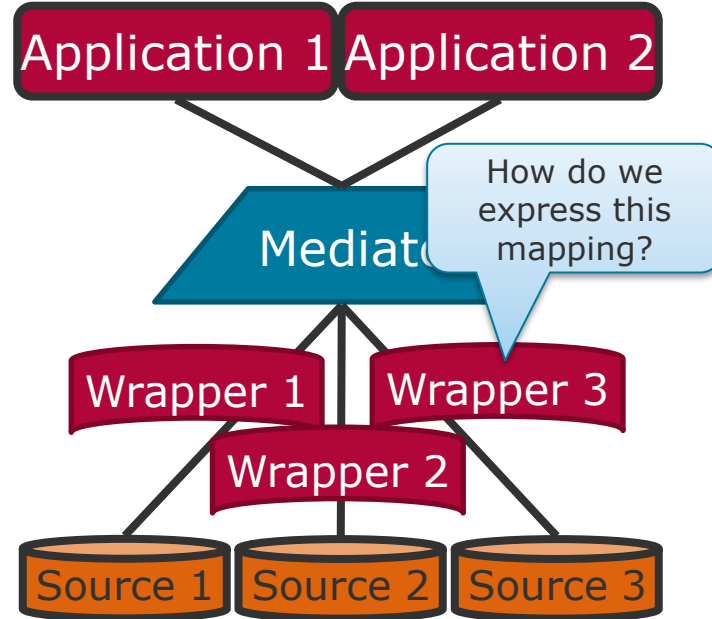 Application 1
Application 2
How do we
express this
mapping?
Mediato
Wrapper 1
Wrapper 3
Wrapper 2
Source 1
Source 2
Source 3